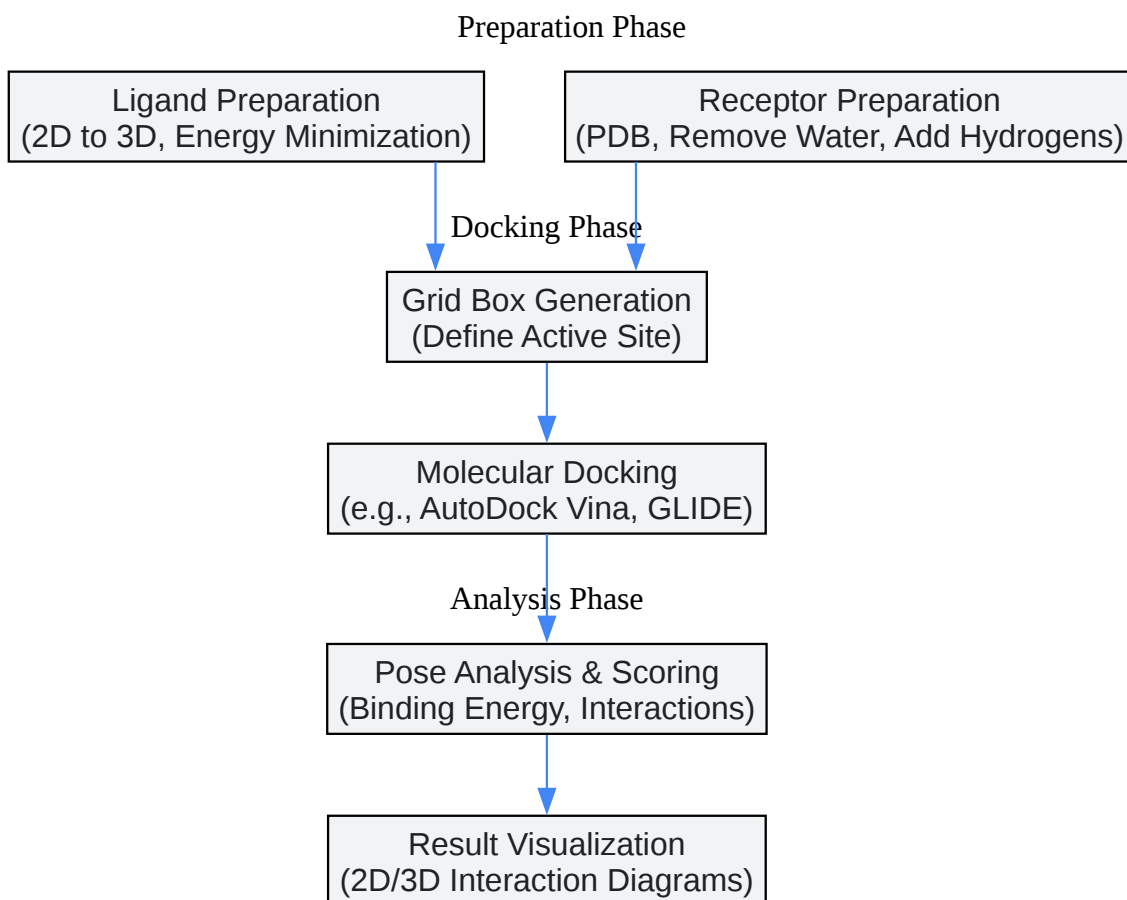 Preparation Phase
Ligand Preparation
(2D to 3D, Energy Minimization)
Receptor Preparation
(PDB, Remove Water, Add Hydrogens)
Docking Phase
Grid Box Generation
(Define Active Site)
Molecular Docking
(e.g., AutoDock Vina, GLIDE)
Analysis Phase
Pose Analysis & Scoring
(Binding Energy, Interactions)
Result Visualization
(2D/3D Interaction Diagrams)